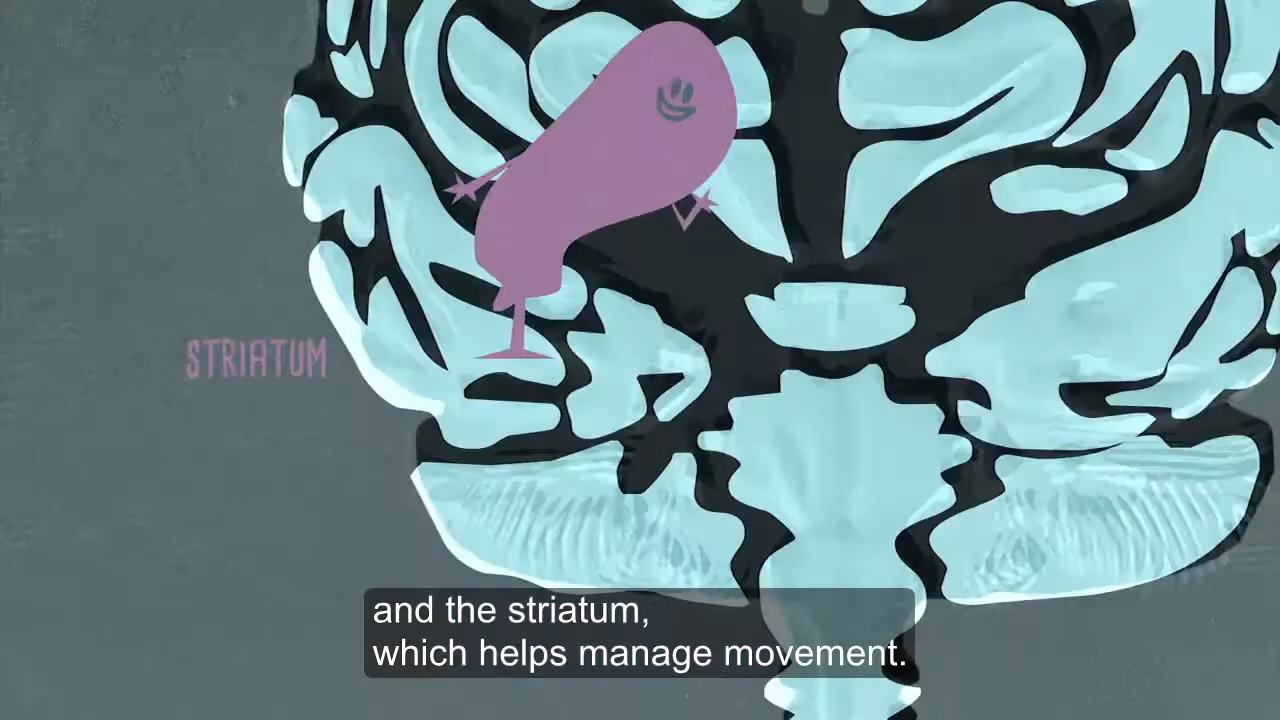 STRIATUM
and the striatum,
which helps manage movement.